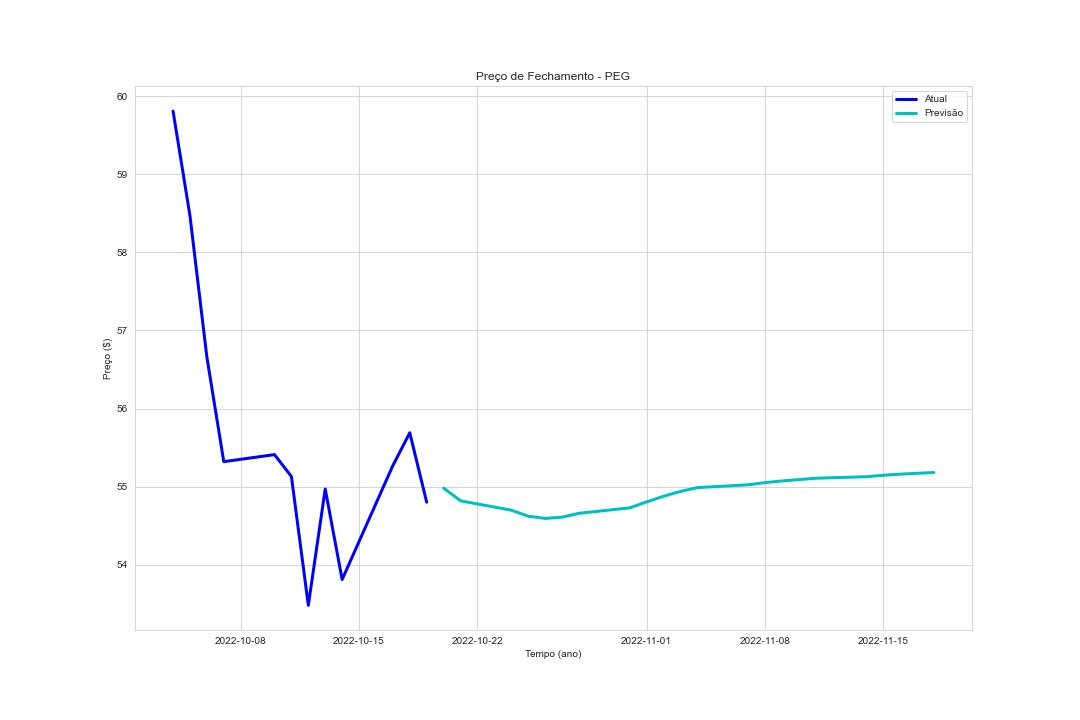 Preço de Fechamento - PEG
Atual
Previsão
60
59
58
57
56
55
54
Preço ($)
2022-10-08
2022-10-15
2022-10-22
2022-11-01
2022-11-08
2022-11-15
Tempo (ano)